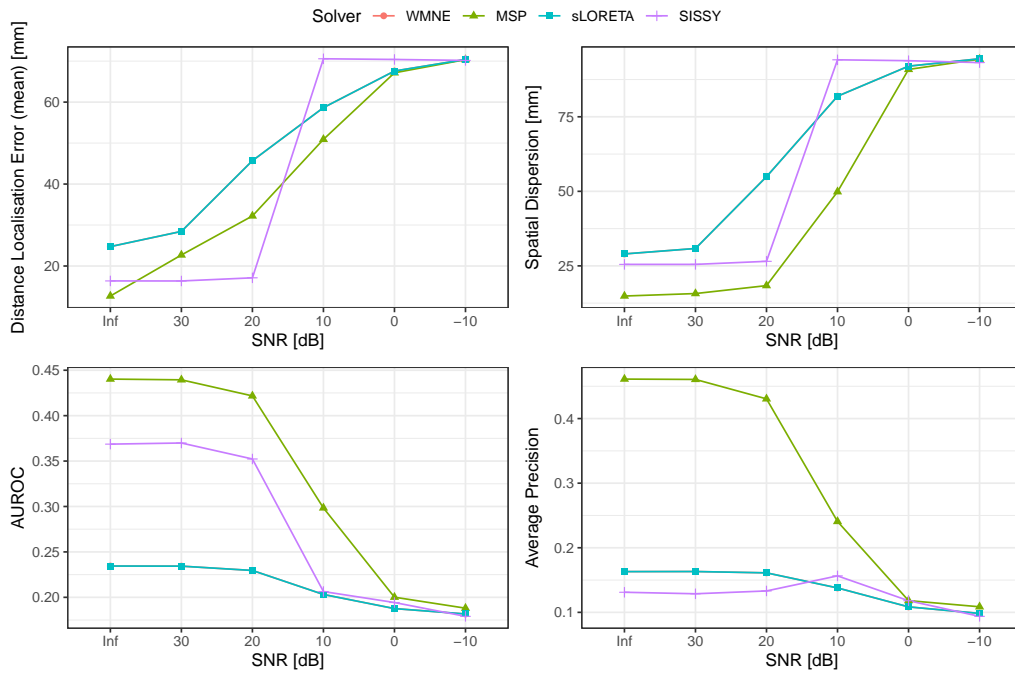 Solver WMNE MSP sLORETA SISSY
Distance Localisation Error (mean) [mm]
60
40
20
Inf 30 20 10 0 −10
SNR [dB]
Spatial Dispersion [mm]
75
50
25
Inf 30 20 10 0 −10
SNR [dB]
AUROC
0.45
0.40
0.35
0.30
0.25
0.20
Inf 30 20 10 0 −10
SNR [dB]
Average Precision
0.4
0.3
0.2
0.1
Inf 30 20 10 0 −10
SNR [dB]